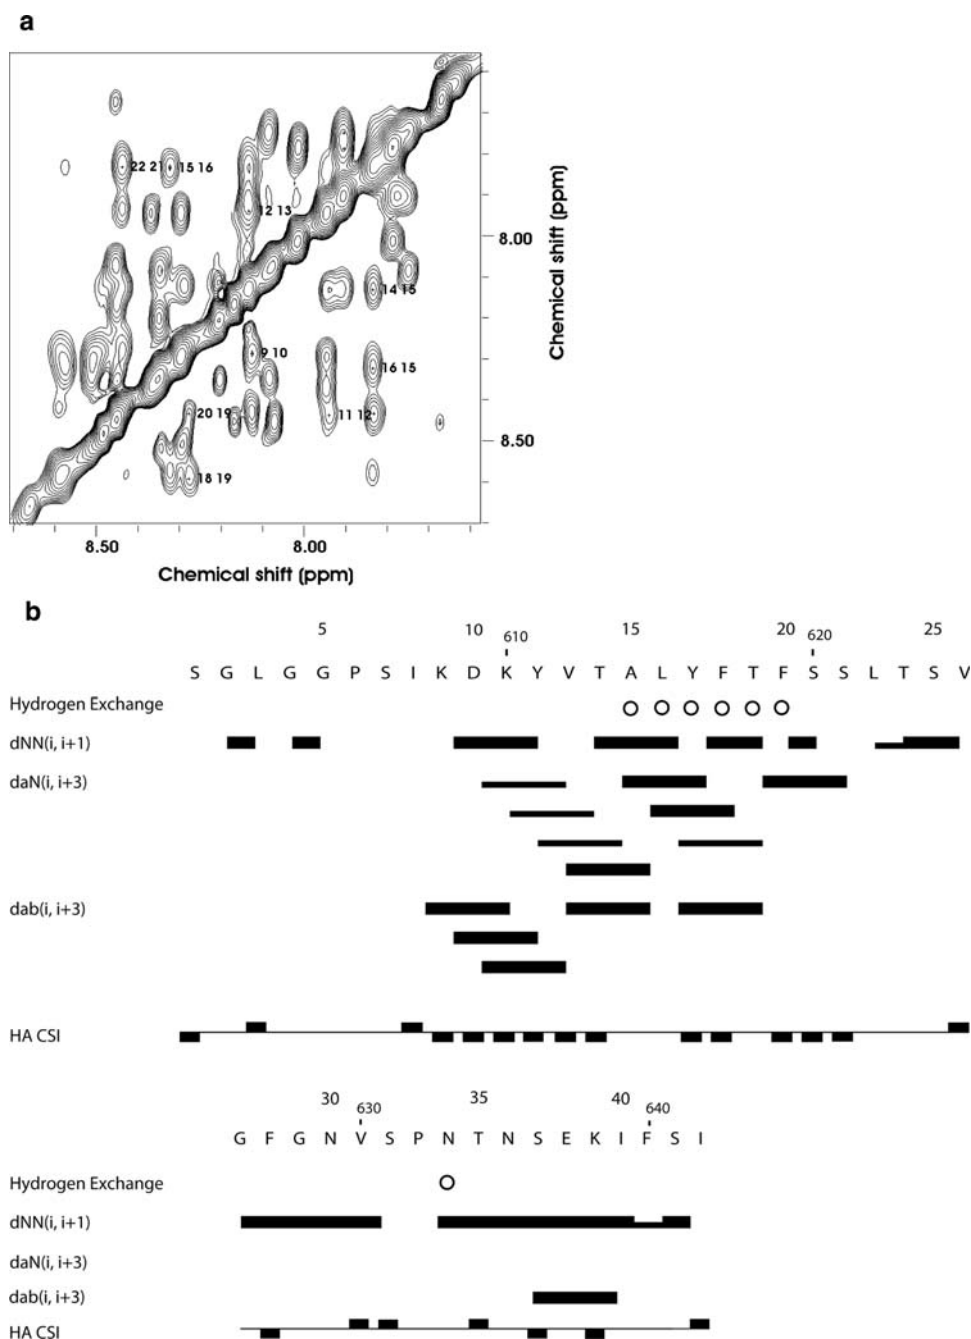 a
22 21 15 16
12 13
8.00
14 15
9 10
16 15
20 19 11 12
8.50
18 19
8.50 8.00
Chemical shift (ppm)
Chemical shift (ppm)
b
5 10 610 15 20 620 25
S G L G G P S I K D K Y V T A L Y F T F S S L T S V
Hydrogen Exchange
dNN(i, i+1)
daN(i, i+3)
dab(i, i+3)
HA CSI
30 630 35 40 640
G F G N V S P N T N S E K I F S I
Hydrogen Exchange
dNN(i, i+1)
daN(i, i+3)
dab(i, i+3)
HA CSI